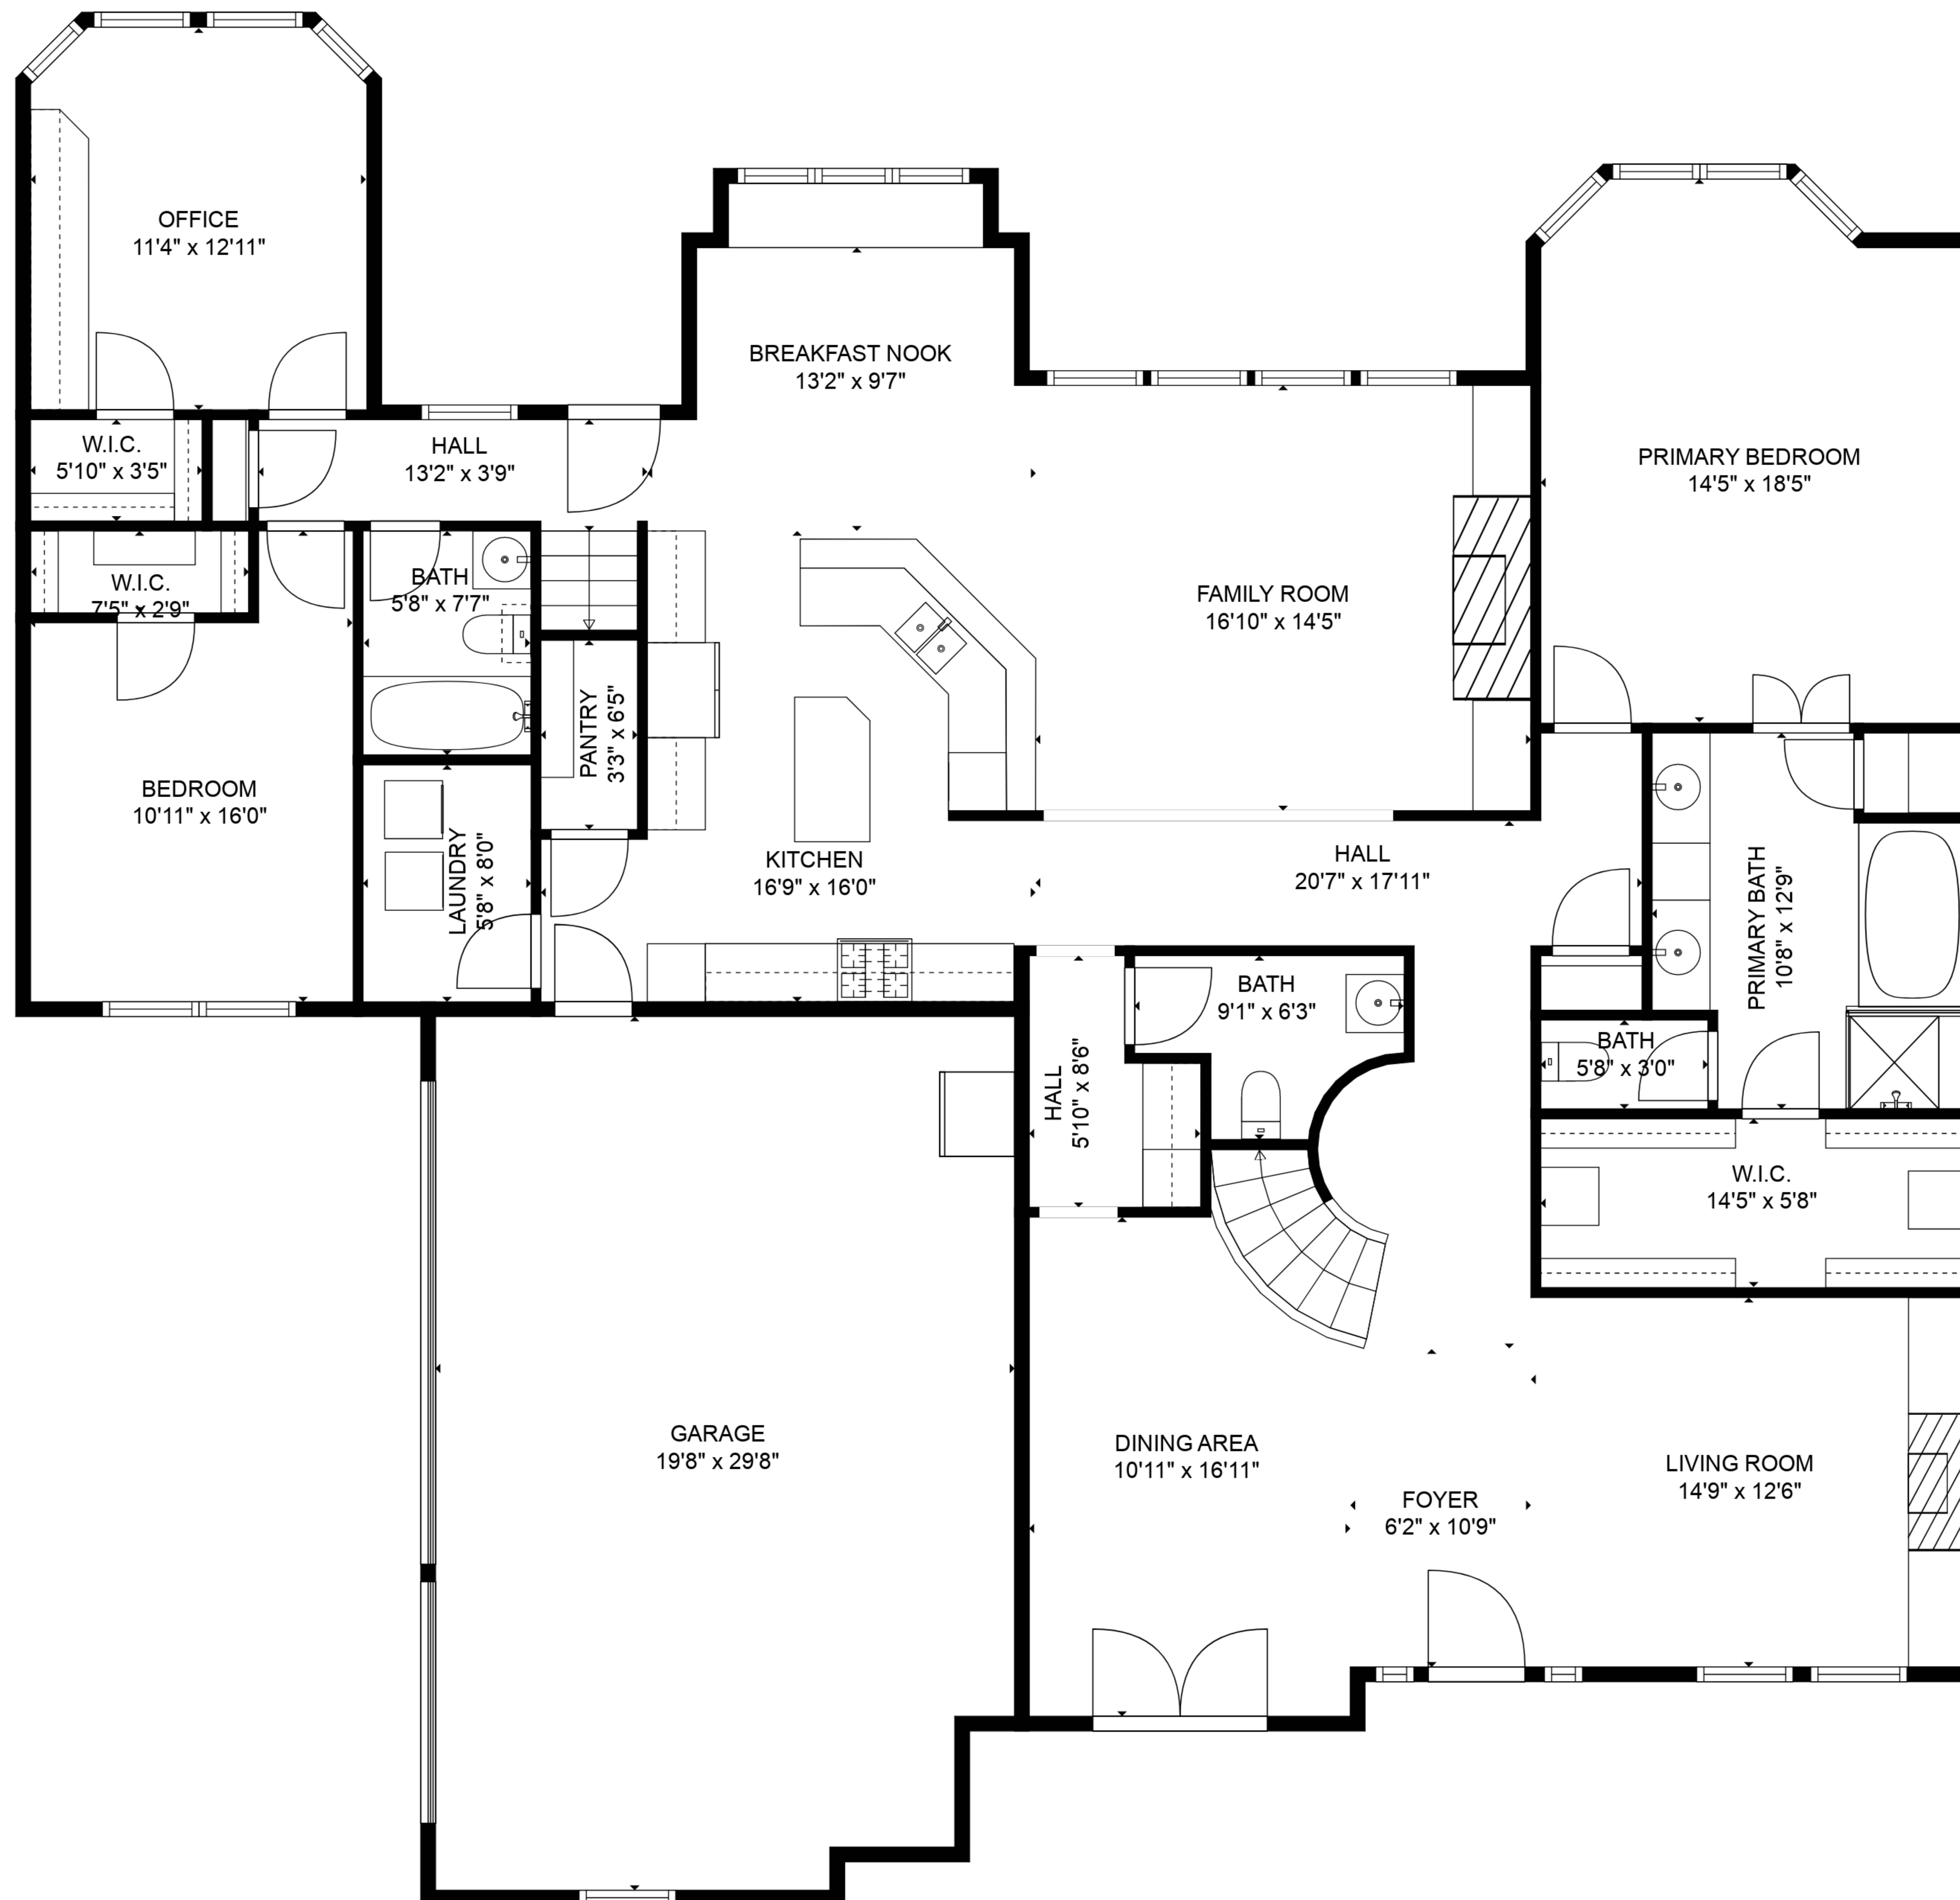 OFFICE
11'4" x 12'11"
BREAKFAST NOOK
13'2" x 9'7"
W.I.C.
5'10" x 3'5"
HALL
13'2" x 3'9"
PRIMARY BEDROOM
14'5" x 18'5"
W.I.C.
7'5" x 2'9"
BATH
5'8" x 7'7"
FAMILY ROOM
16'10" x 14'5"
PANTRY
3'3" x 6'5"
BEDROOM
10'11" x 16'0"
LAUNDRY
5'8" x 8'0"
KITCHEN
16'9" x 16'0"
HALL
20'7" x 17'11"
PRIMARY BATH
10'8" x 12'9"
BATH
9'1" x 6'3"
HALL
5'10" x 8'6"
BATH
5'8" x 3'0"
W.I.C.
14'5" x 5'8"
GARAGE
19'8" x 29'8"
DINING AREA
10'11" x 16'11"
FOYER
6'2" x 10'9"
LIVING ROOM
14'9" x 12'6"